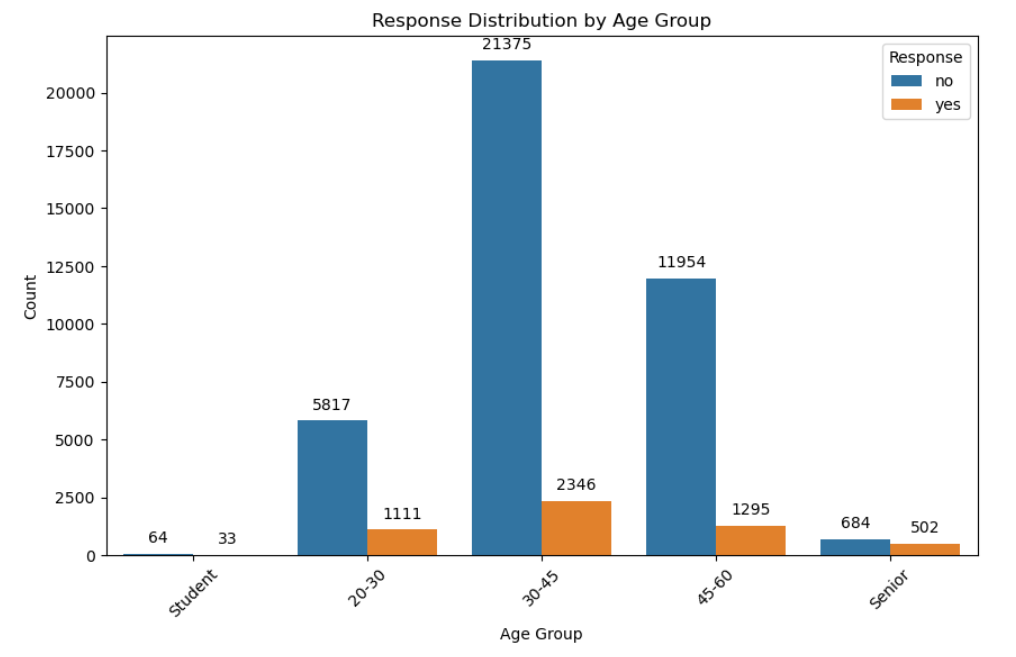 Response Distribution by Age Group
21375
Response
no
yes
20000
17500
15000
12500
11954
10000
7500
5817
5000
2500
2346
1295
1111
684
502
64
33
0
Count
Student
20-30
30-45
45-60
Senior
Age Group